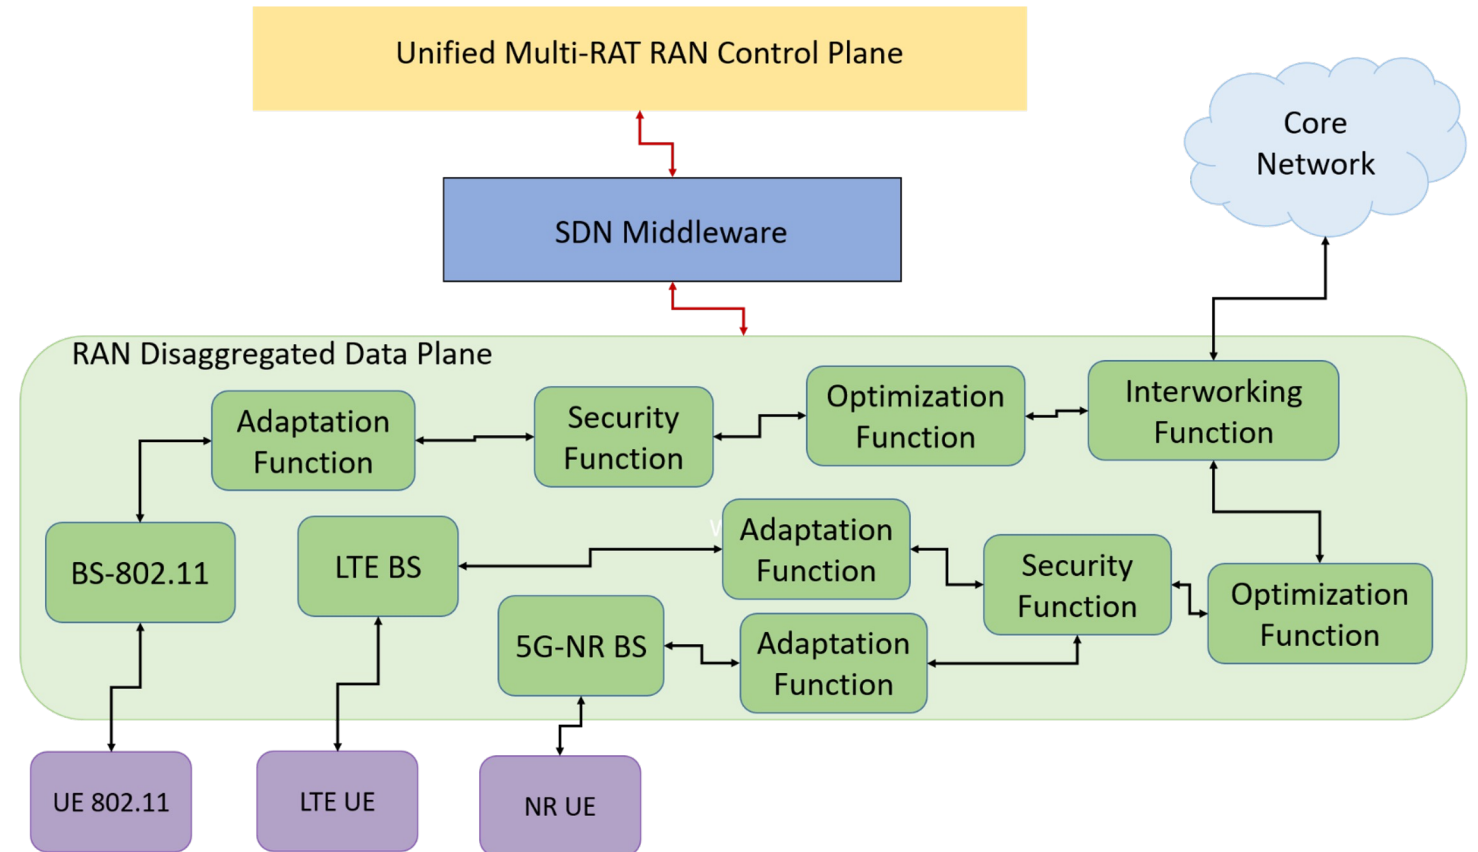 Unified Multi-RAT RAN Control Plane
Core
Network
SDN Middleware
RAN Disaggregated Data Plane
Adaptation
Function
Security
Function
Optimization
Function
Interworking
Function
BS-802.11
LTE BS
Adaptation
Function
Security
Function
Optimization
Function
5G-NR BS
Adaptation
Function
UE 802.11
LTE UE
NR UE